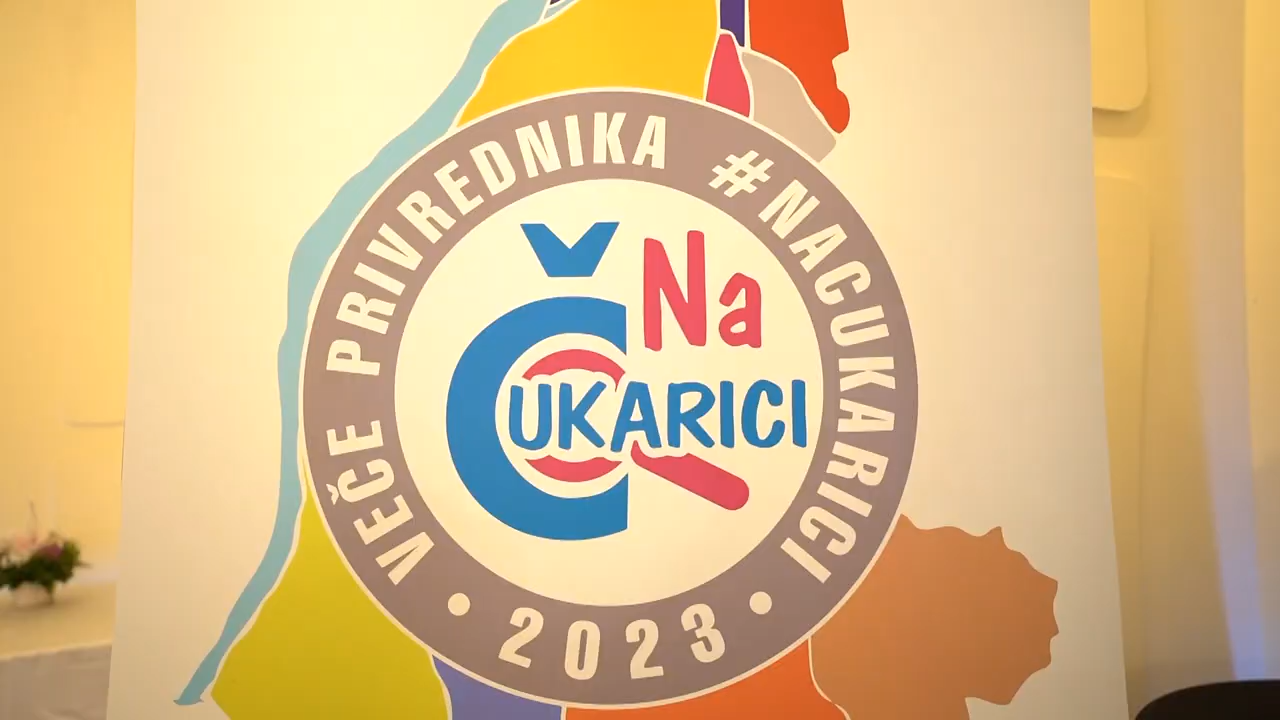 VEČE PRIVREDNIKA #NACUKARICI
Na
ČUKARICI
• 2023 •